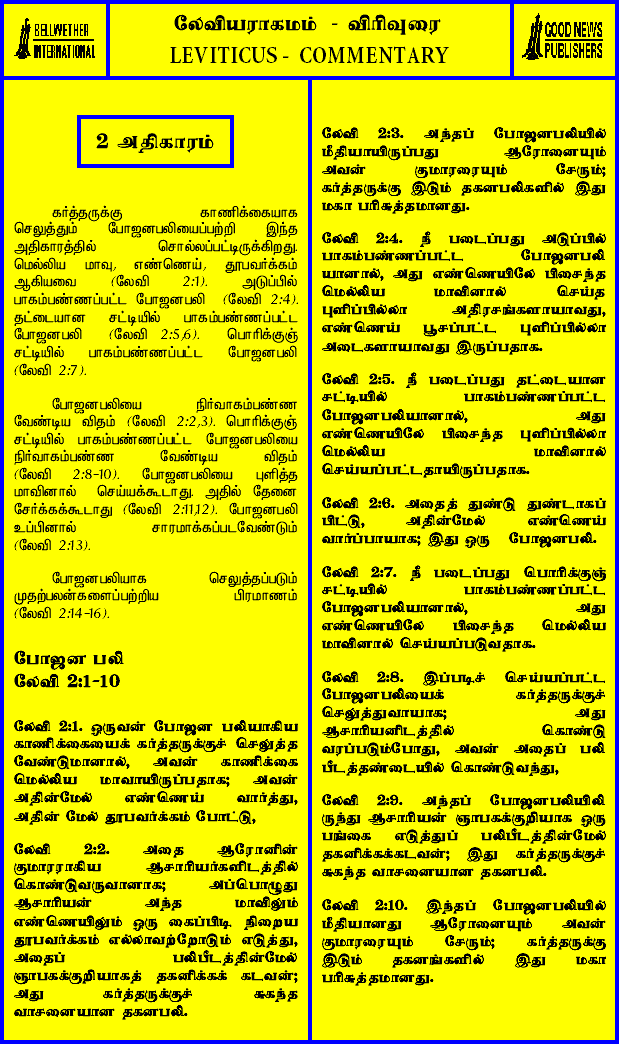 BELLWETHER
INTERNATIONAL
லேவியராகமம் - விரிவுரை
LEVITICUS - COMMENTARY
GOOD NEWS
PUBLISHERS
2 அதிகாரம்
கர்த்தருக்கு காணிக்கையாக
செலுத்தும் போஜனபலியைப்பற்றி இந்த
அதிகாரத்தில் சொல்லப்பட்டிருக்கிறது.
மெல்லிய மாவு, எண்ணெய், தூபவர்க்கம்
ஆகியவை (லேவி 2:1). அடுப்பில்
பாகம்பண்ணப்பட்ட போஜனபலி (லேவி 2:4).
தட்டையான சட்டியில் பாகம்பண்ணப்பட்ட
போஜனபலி (லேவி 2:5,6). பொரிக்குஞ்
சட்டியில் பாகம்பண்ணப்பட்ட போஜனபலி
(லேவி 2:7).
போஜனபலியை நிர்வாகம்பண்ண
வேண்டிய விதம் (லேவி 2:2,3). பொரிக்குஞ்
சட்டியில் பாகம்பண்ணப்பட்ட போஜனபலியை
நிர்வாகம்பண்ண வேண்டிய விதம்
(லேவி 2:8-10). போஜனபலியை புளித்த
மாவினால் செய்யக்கூடாது. அதில் தேனை
சேர்க்கக்கூடாது (லேவி 2:11,12). போஜனபலி
உப்பினால் சாரமாக்கப்படவேண்டும்
(லேவி 2:13).
போஜனபலியாக செலுத்தப்படும்
முதற்பலன்களைப்பற்றிய பிரமாணம்
(லேவி 2:14-16).
போஜன பலி
லேவி 2:1-10
லேவி 2:1. ஒருவன் போஜன பலியாகிய
காணிக்கையைக் கர்த்தருக்குச் செலுத்த
வேண்டுமானால், அவன் காணிக்கை
மெல்லிய மாவாயிருப்பதாக; அவன்
அதின்மேல் எண்ணெய் வார்த்து,
அதின் மேல் தூபவர்க்கம் போட்டு,
லேவி 2:2. அதை ஆரோனின்
குமாரராகிய ஆசாரியர்களிடத்தில்
கொண்டுவருவானாக; அப்பொழுது
ஆசாரியன் அந்த மாவிலும்
எண்ணெயிலும் ஒரு கைப்பிடி நிறைய
தூபவர்க்கம் எல்லாவற்றோடும் எடுத்து,
அதைப் பலிபீடத்தின்மேல்
ஞாபகக்குறியாகத் தகனிக்கக் கடவன்;
அது கர்த்தருக்குச் சுகந்த
வாசனையான தகனபலி.
லேவி 2:3. அந்தப் போஜனபலியில்
மீதியாயிருப்பது ஆரோனையும்
அவன் குமாரரையும் சேரும்;
கர்த்தருக்கு இடும் தகனபலிகளில் இது
மகா பரிசுத்தமானது.
லேவி 2:4. நீ படைப்பது அடுப்பில்
பாகம்பண்ணப்பட்ட போஜனபலி
யானால், அது எண்ணெயிலே பிசைந்த
மெல்லிய மாவினால் செய்த
புளிப்பில்லா அதிரசங்களாயாவது,
எண்ணெய் பூசப்பட்ட புளிப்பில்லா
அடைகளாயாவது இருப்பதாக.
லேவி 2:5. நீ படைப்பது தட்டையான
சட்டியில் பாகம்பண்ணப்பட்ட
போஜனபலியானால், அது
எண்ணெயிலே பிசைந்த புளிப்பில்லா
மெல்லிய மாவினால்
செய்யப்பட்டதாயிருப்பதாக.
லேவி 2:6. அதைத் துண்டு துண்டாகப்
பிட்டு, அதின்மேல் எண்ணெய்
வார்ப்பாயாக; இது ஒரு போஜனபலி.
லேவி 2:7. நீ படைப்பது பொரிக்குஞ்
சட்டியில் பாகம்பண்ணப்பட்ட
போஜனபலியானால், அது
எண்ணெயிலே பிசைந்த மெல்லிய
மாவினால் செய்யப்படுவதாக.
லேவி 2:8. இப்படிச் செய்யப்பட்ட
போஜனபலியைக் கர்த்தருக்குச்
செலுத்துவாயாக; அது
ஆசாரியனிடத்தில் கொண்டு
வரப்படும்போது, அவன் அதைப் பலி
பீடத்தண்டையில் கொண்டுவந்து,
லேவி 2:9. அந்தப் போஜனபலியிலி
ருந்து ஆசாரியன் ஞாபகக்குறியாக ஒரு
பங்கை எடுத்துப் பலிபீடத்தின்மேல்
தகனிக்கக்கடவன்; இது கர்த்தருக்குச்
சுகந்த வாசனையான தகனபலி.
லேவி 2:10. இந்தப் போஜனபலியில்
மீதியானது ஆரோனையும் அவன்
குமாரரையும் சேரும்; கர்த்தருக்கு
இடும் தகனங்களில் இது மகா
பரிசுத்தமானது.